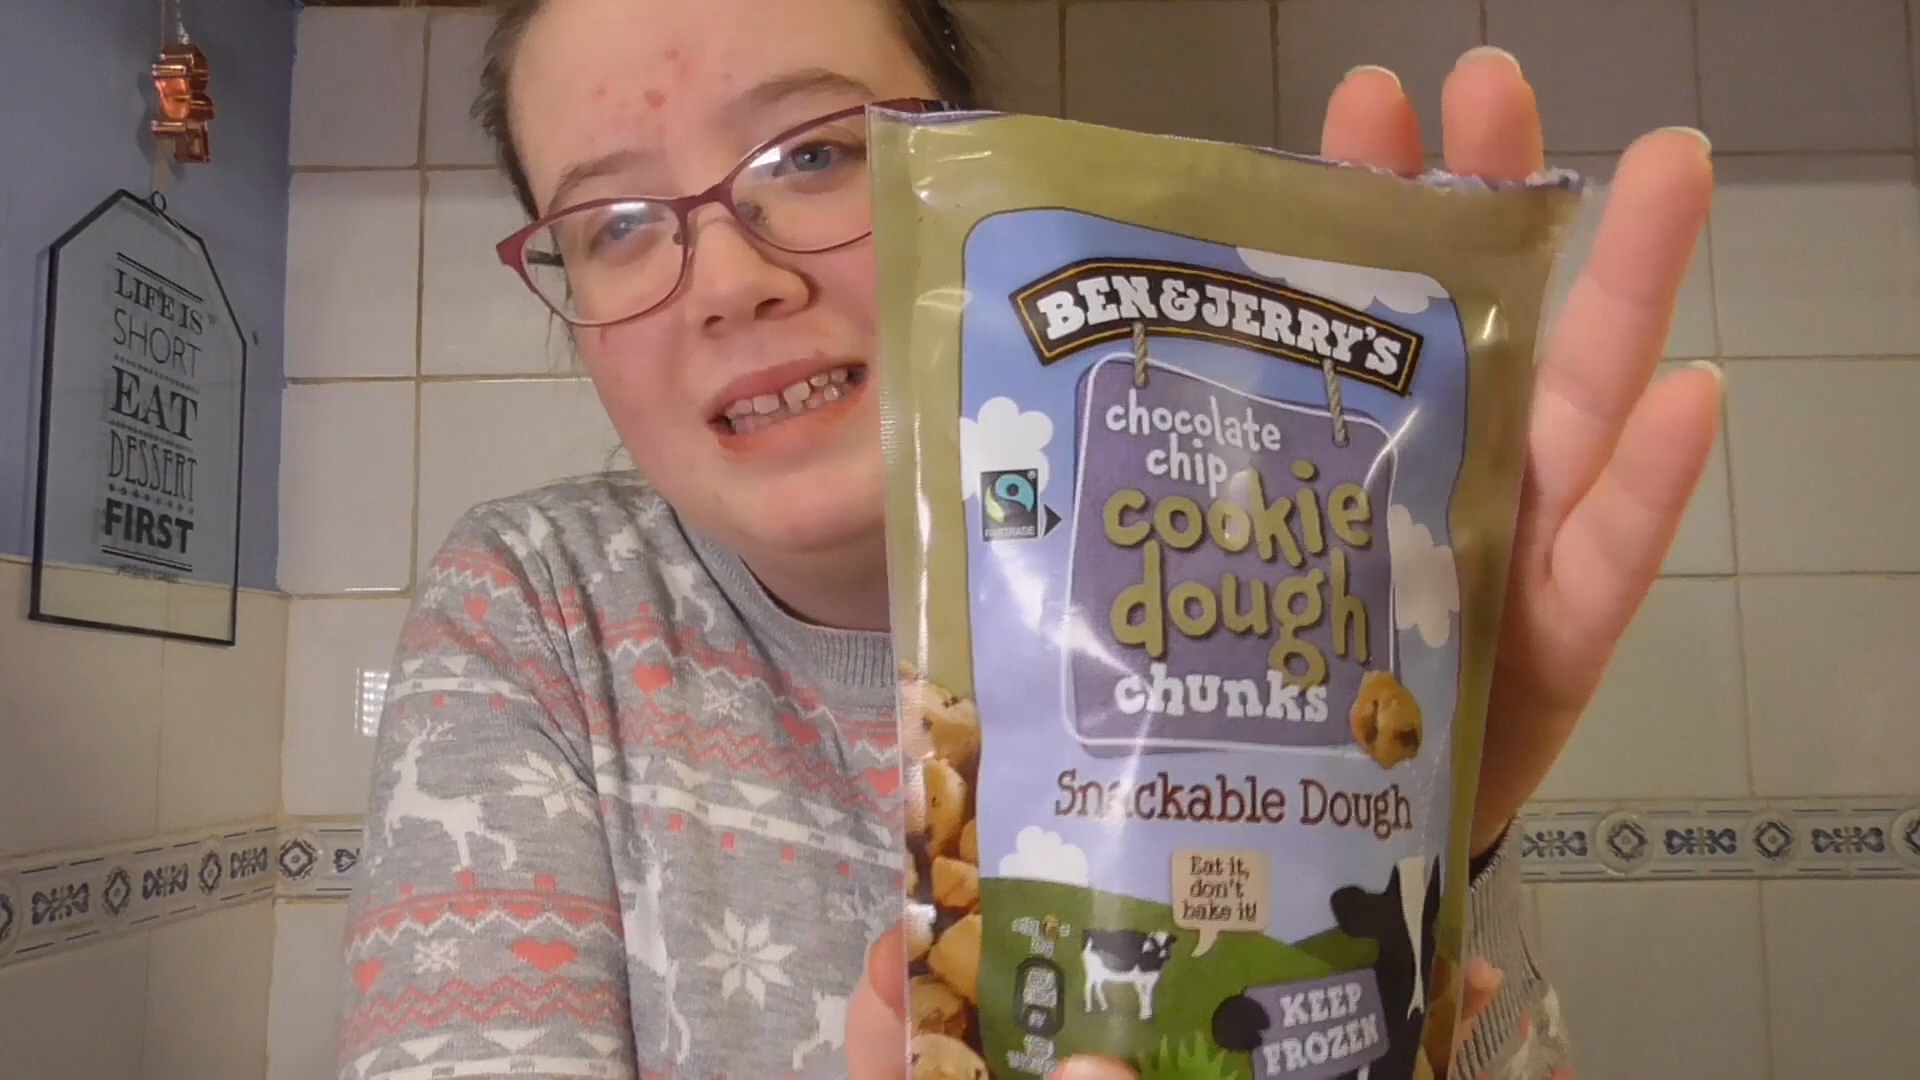 LIFE IS
SHORT
EAT
DESSERT
FIRST
BEN & JERRY'S
chocolate
chip
cookie
dough
chunks
FAIRTRADE
Snackable Dough
Eat it,
don't
bake it!
KEEP
FROZEN